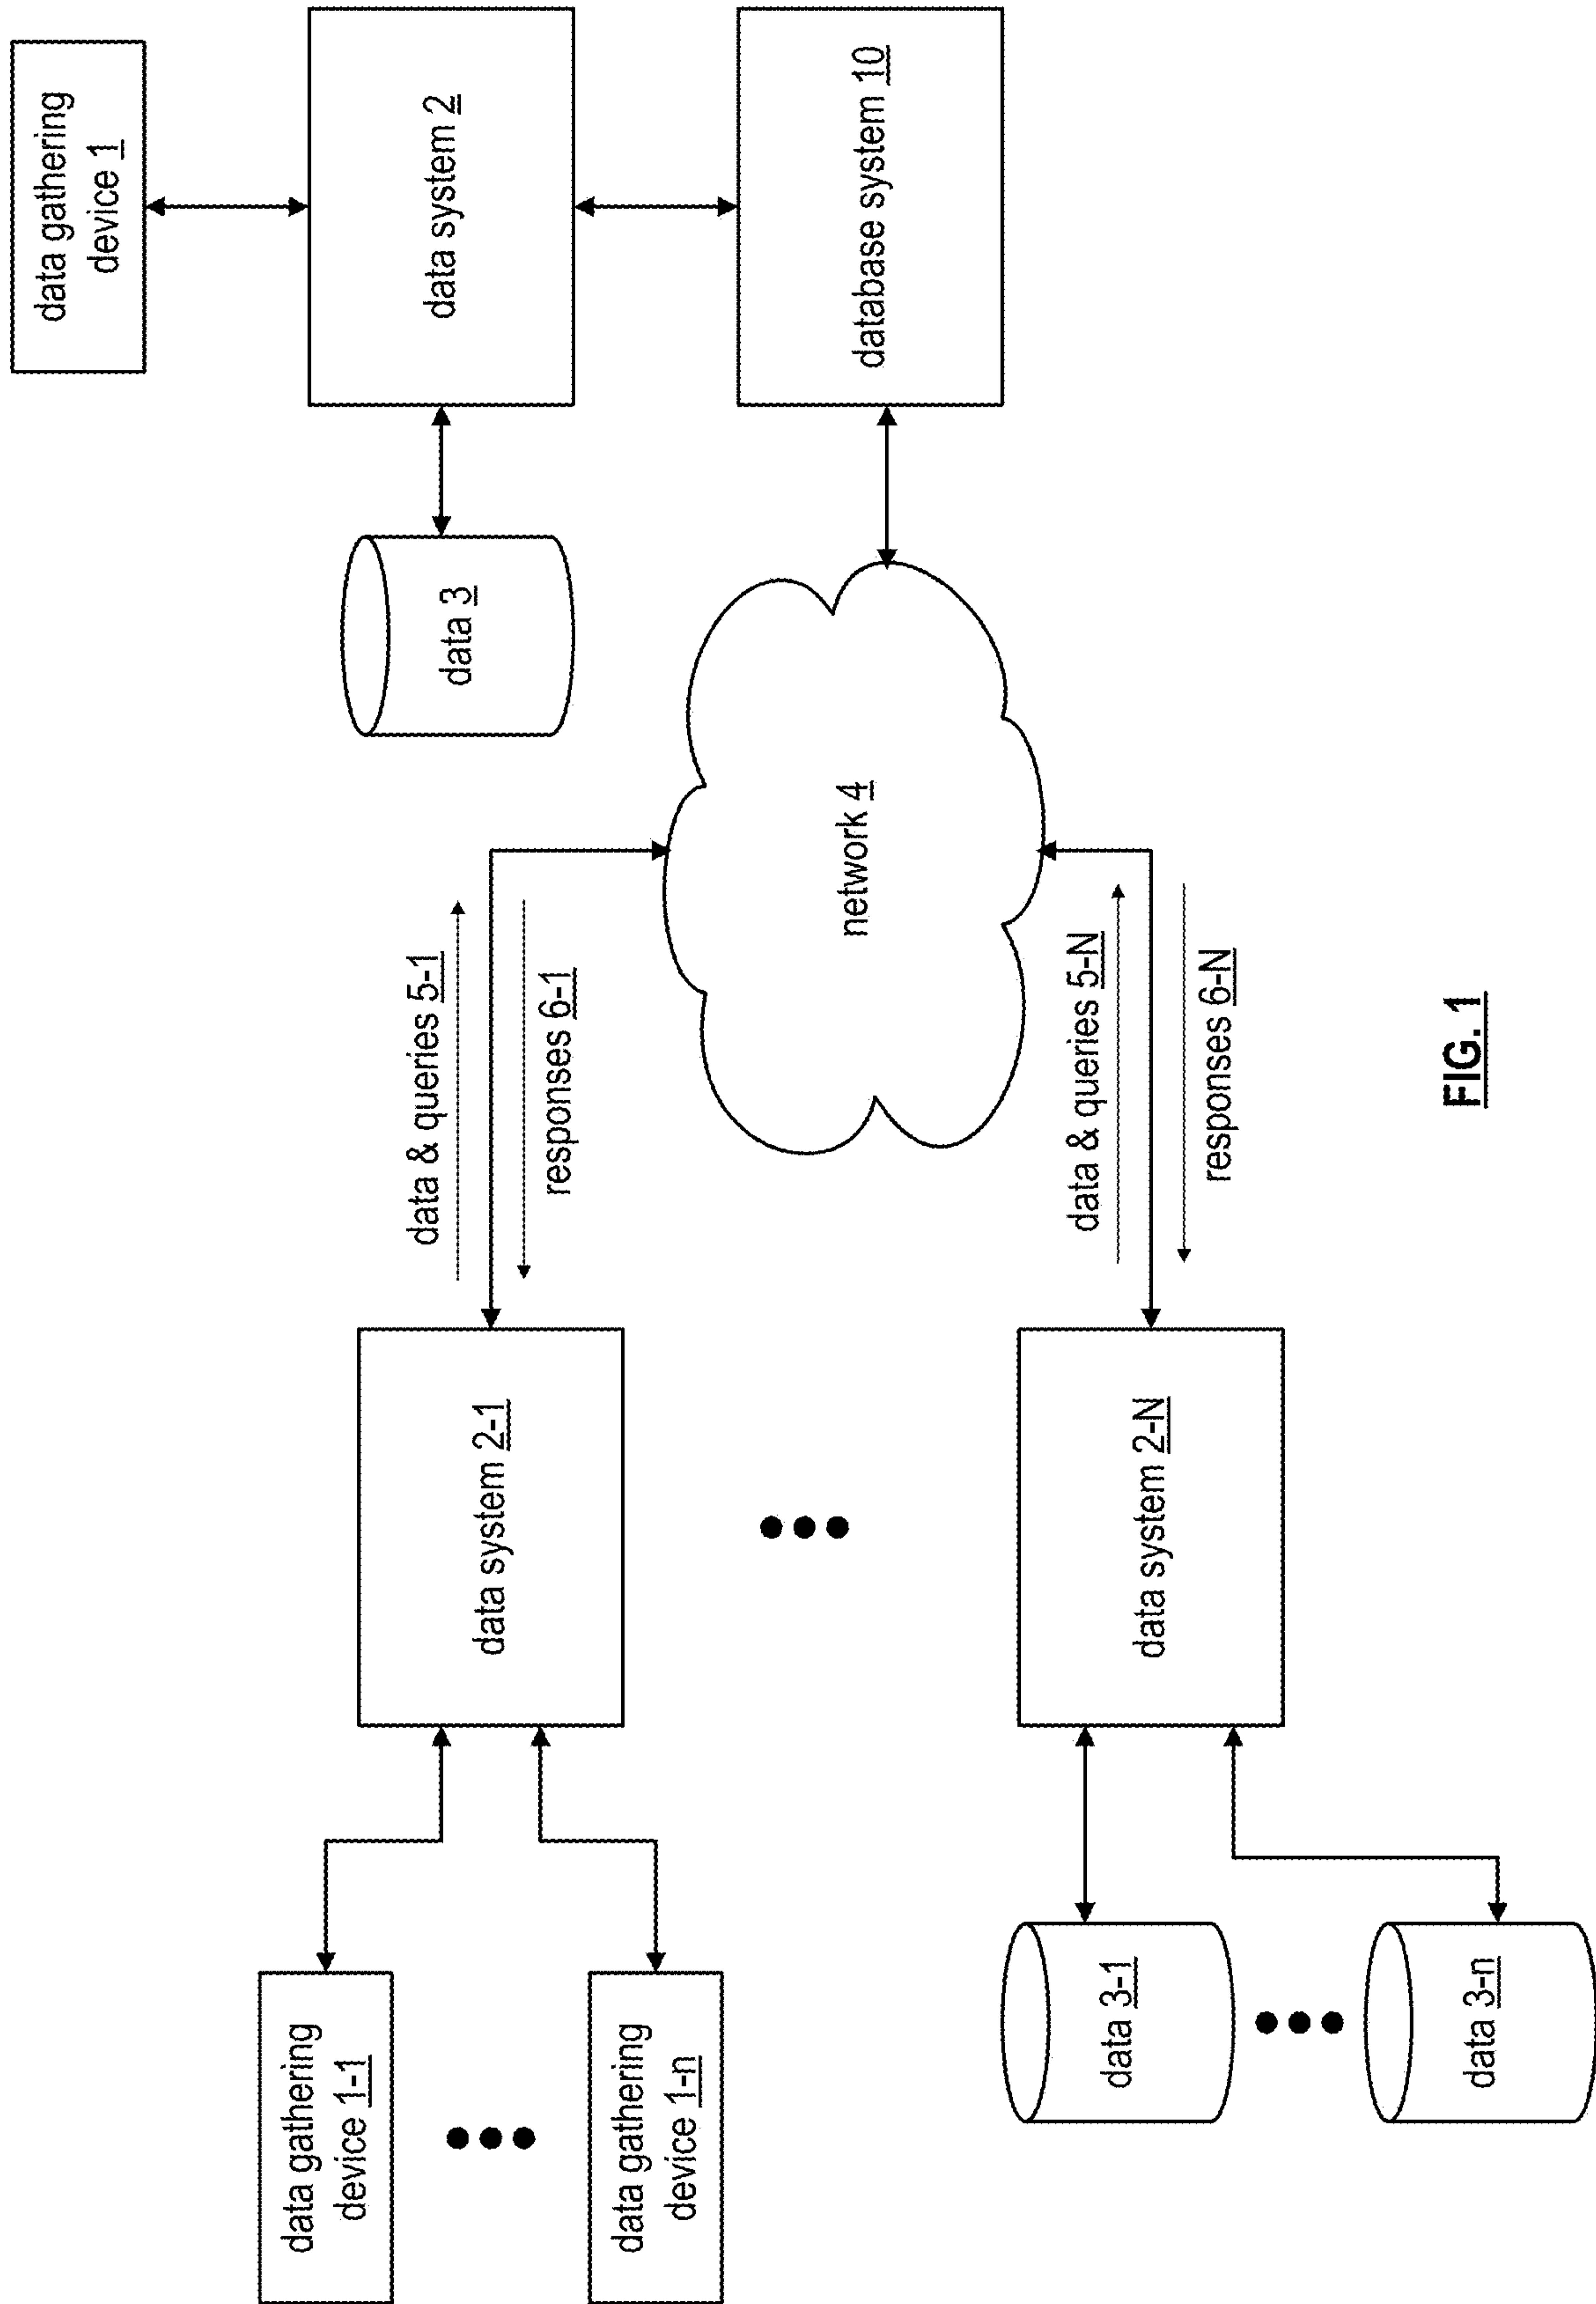 data gathering
device 1-1
data gathering
device 1-n
data system 2-1
data & queries 5-1
responses 6-1
data 3
data gathering
device 1
data system 2
network 4
database system 10
data 3-1
data 3-n
data system 2-N
data & queries 5-N
responses 6-N
FIG. 1